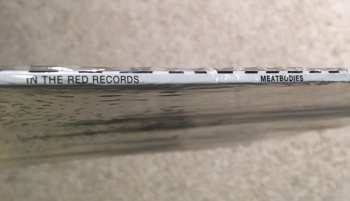 IN THE RED RECORDS MEATBODIES